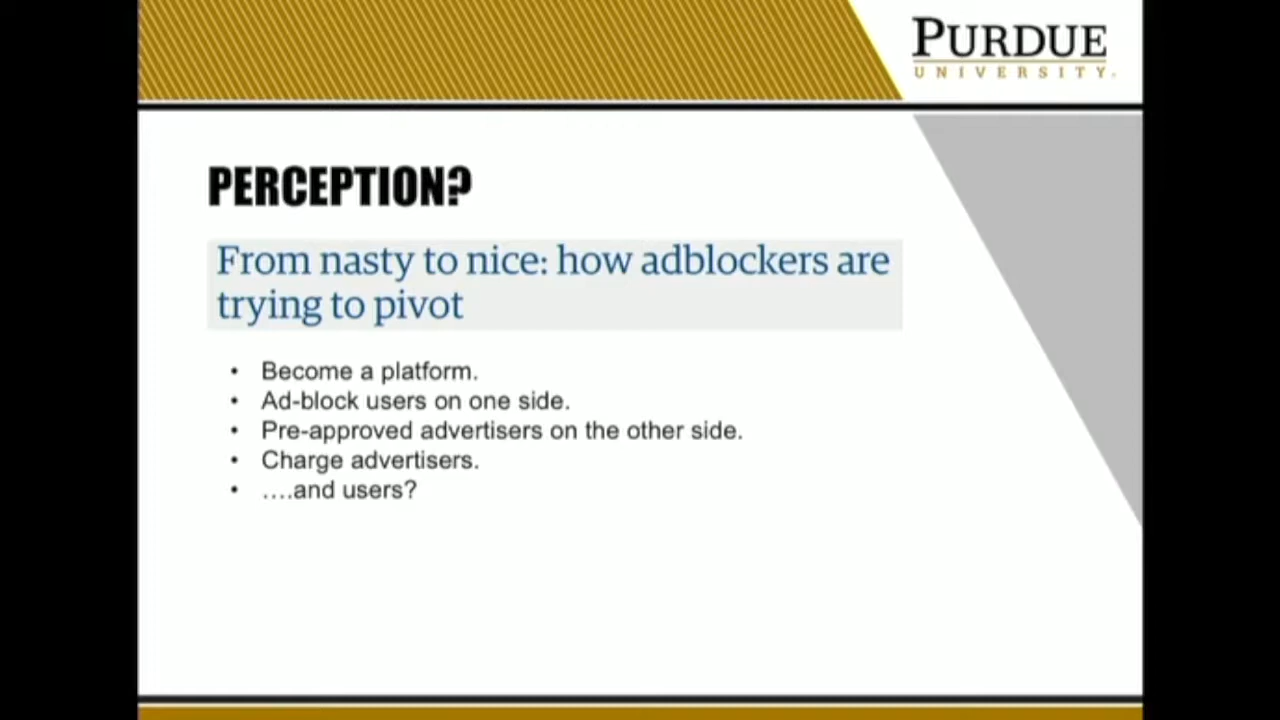 PURDUE
UNIVERSITY
PERCEPTION?
From nasty to nice: how adblockers are
trying to pivot
• Become a platform.
• Ad-block users on one side.
• Pre-approved advertisers on the other side.
• Charge advertisers.
• ….and users?